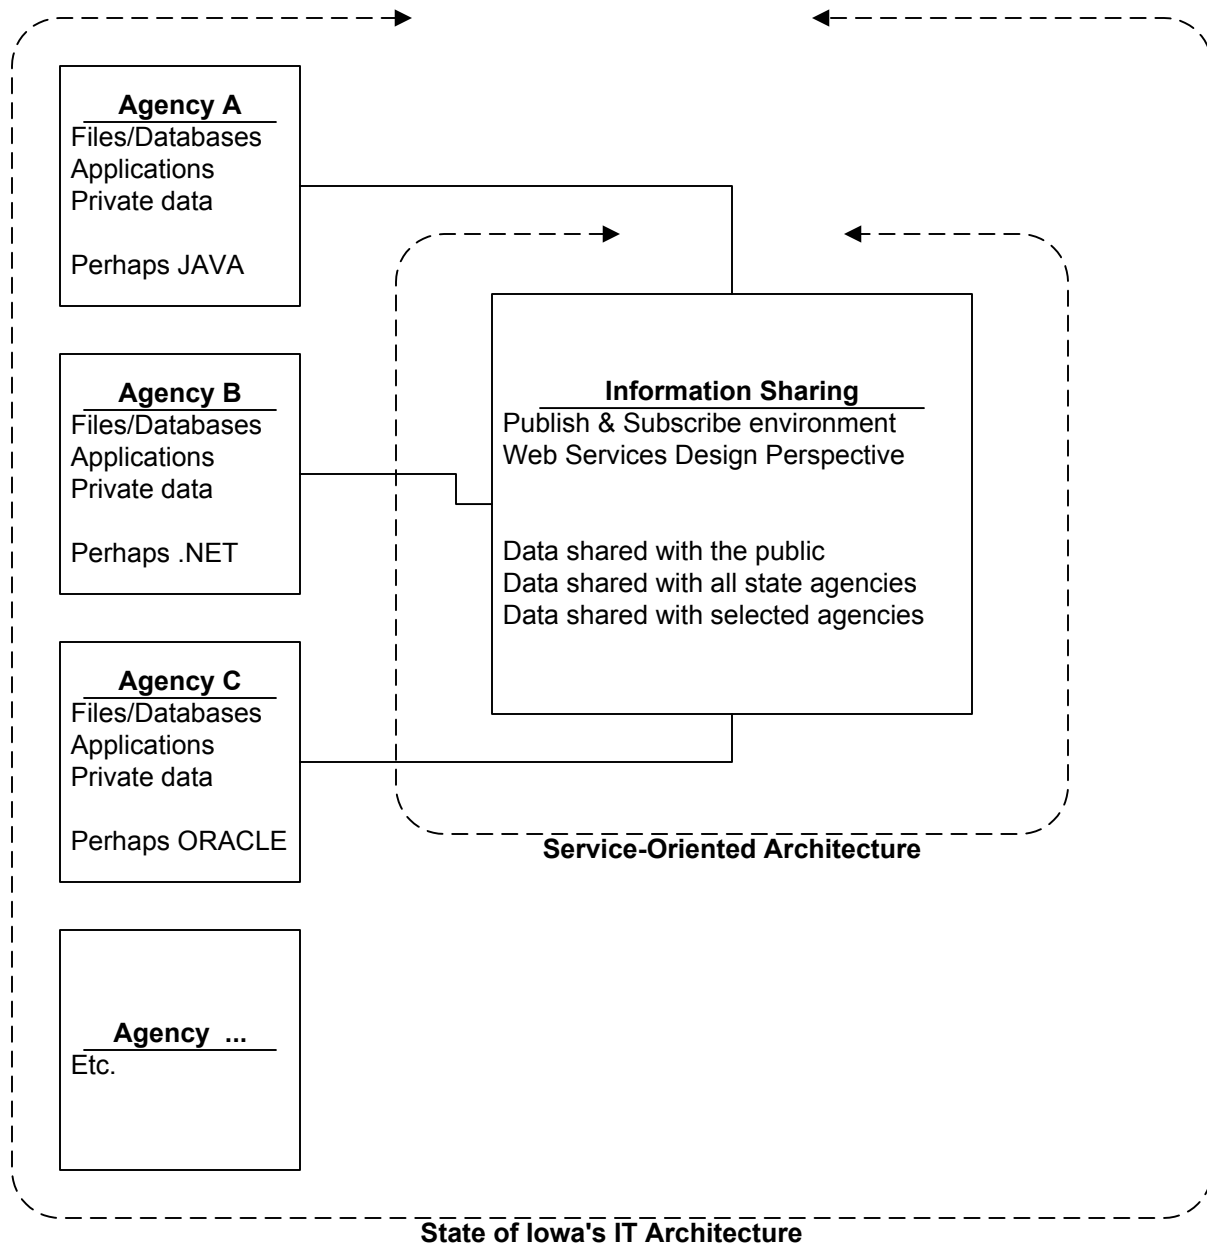 Agency A
Files/Databases
Applications
Private data
Perhaps JAVA
Agency B
Files/Databases
Applications
Private data
Perhaps .NET
Information Sharing
Publish & Subscribe environment
Web Services Design Perspective
Data shared with the public
Data shared with all state agencies
Data shared with selected agencies
Agency C
Files/Databases
Applications
Private data
Perhaps ORACLE
Service-Oriented Architecture
Agency ...
Etc.
State of Iowa's IT Architecture